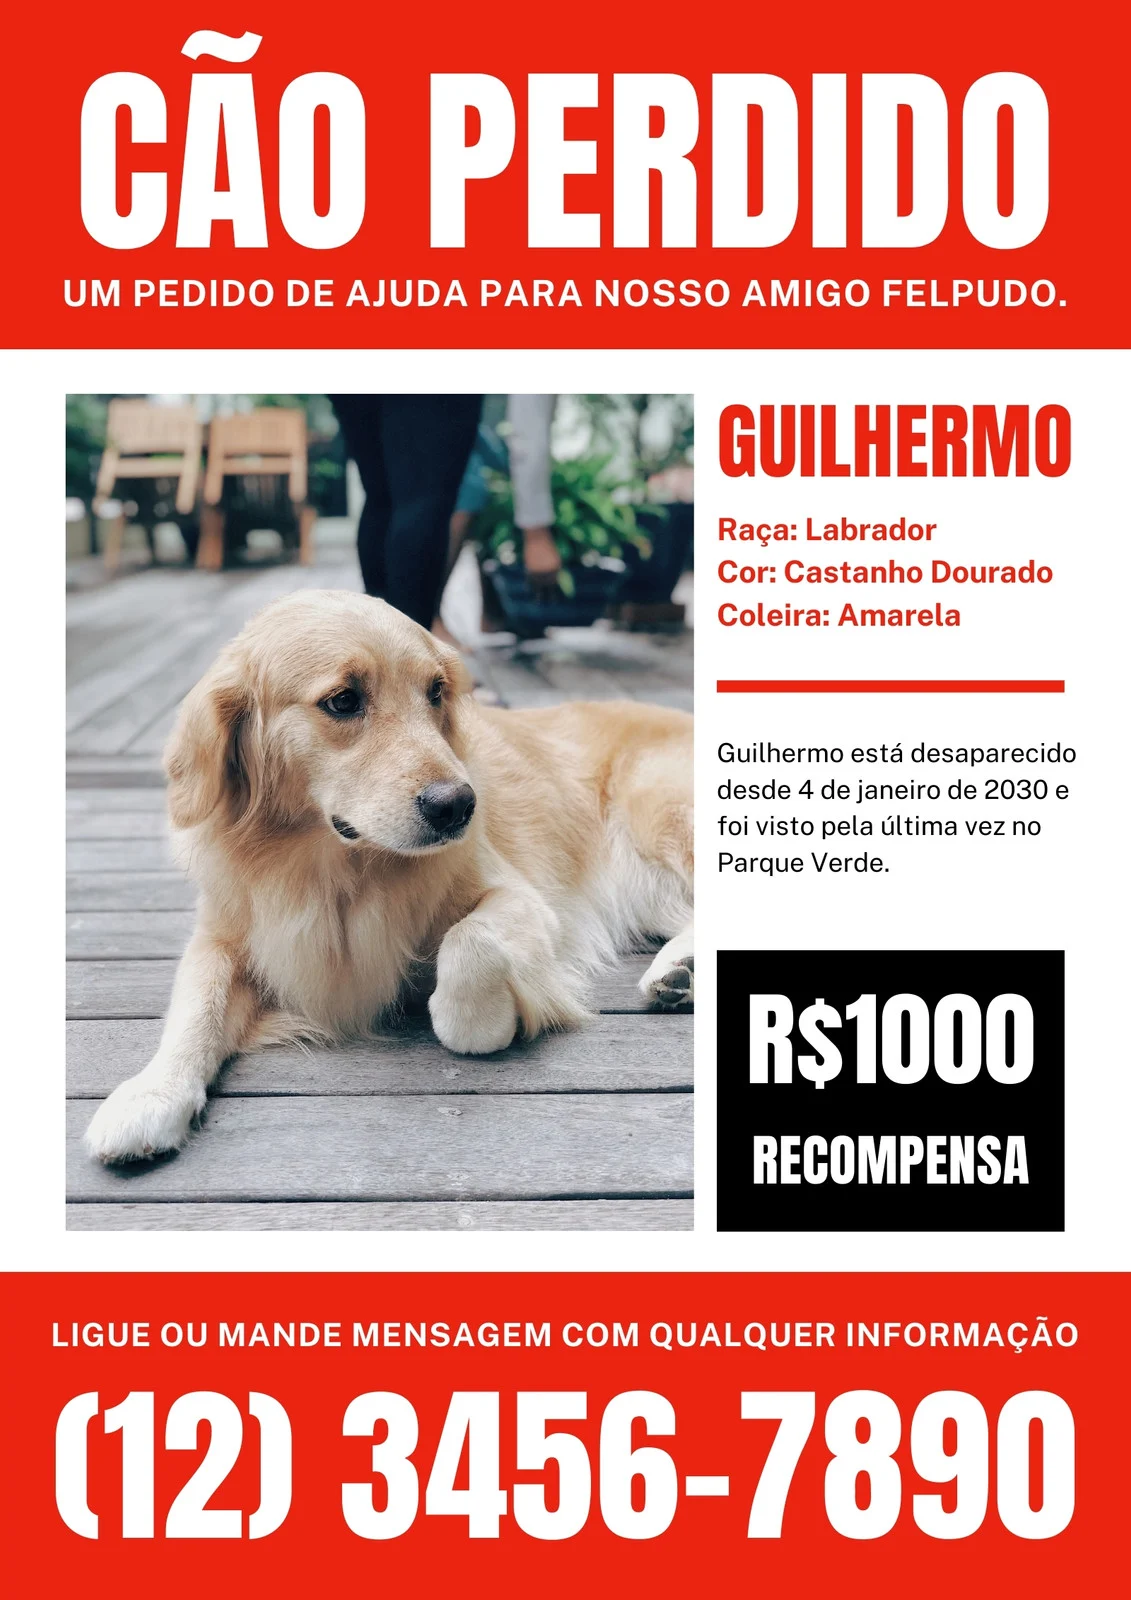 CÃO PERDIDO
UM PEDIDO DE AJUDA PARA NOSSO AMIGO FELPUDO.
GUILHERMO
Raça: Labrador
Cor: Castanho Dourado
Coleira: Amarela
Guilhermo está desaparecido
desde 4 de janeiro de 2030 e
foi visto pela última vez no
Parque Verde.
R$1000
RECOMPENSA
LIGUE OU MANDE MENSAGEM COM QUALQUER INFORMAÇÃO
(12) 3456-7890